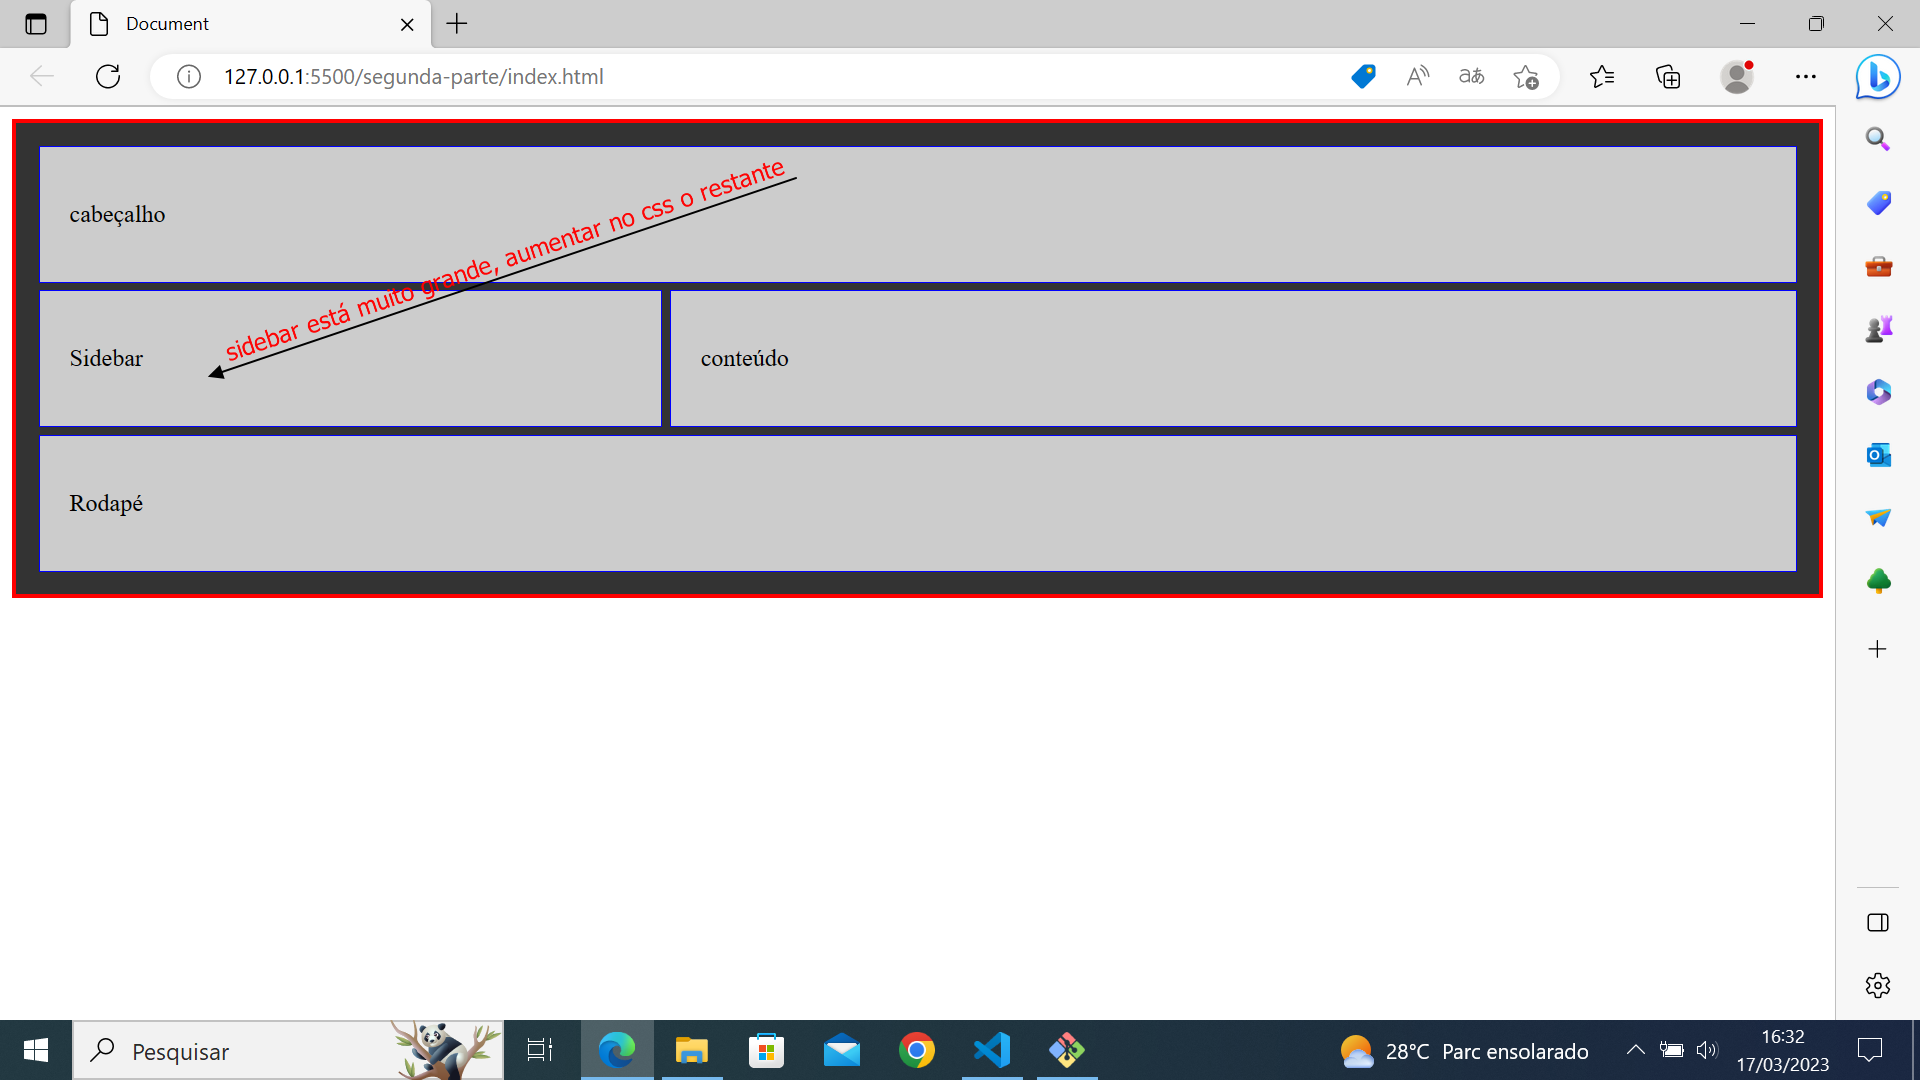 Document
127.0.0.1:5500/segunda-parte/index.html
cabeçalho
sidebar está muito grande, aumentar no css o restante
Sidebar
conteúdo
Rodapé
Pesquisar
28°C Parc ensolarado
16:32
17/03/2023